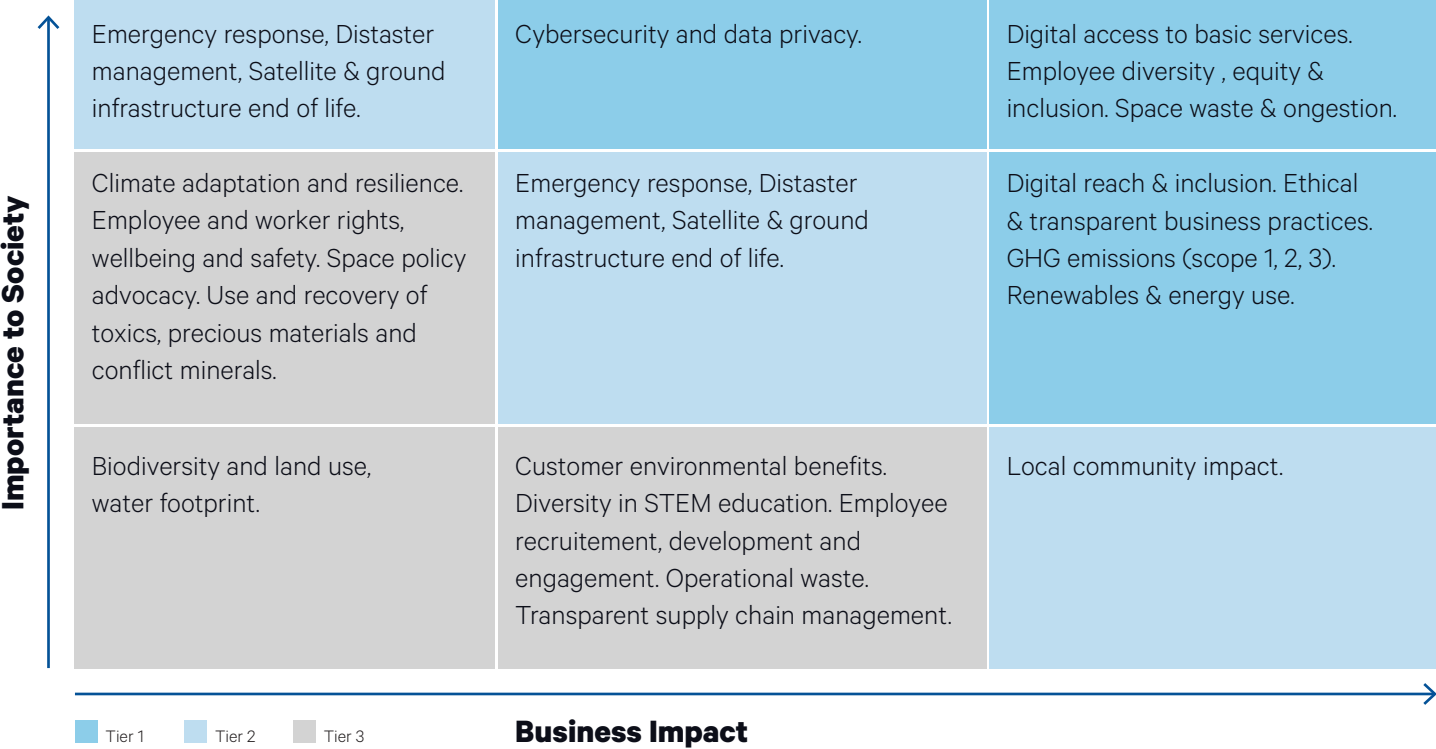 Importance to Society
Emergency response, Distaster
management, Satellite & ground
infrastructure end of life.
Cybersecurity and data privacy.
Digital access to basic services.
Employee diversity , equity &
inclusion. Space waste & ongestion.
Climate adaptation and resilience.
Employee and worker rights,
wellbeing and safety. Space policy
advocacy. Use and recovery of
toxics, precious materials and
conflict minerals.
Emergency response, Distaster
management, Satellite & ground
infrastructure end of life.
Digital reach & inclusion. Ethical
& transparent business practices.
GHG emissions (scope 1, 2, 3).
Renewables & energy use.
Biodiversity and land use,
water footprint.
Customer environmental benefits.
Diversity in STEM education. Employee
recruitement, development and
engagement. Operational waste.
Transparent supply chain management.
Local community impact.
Tier 1
Tier 2
Tier 3
Business Impact